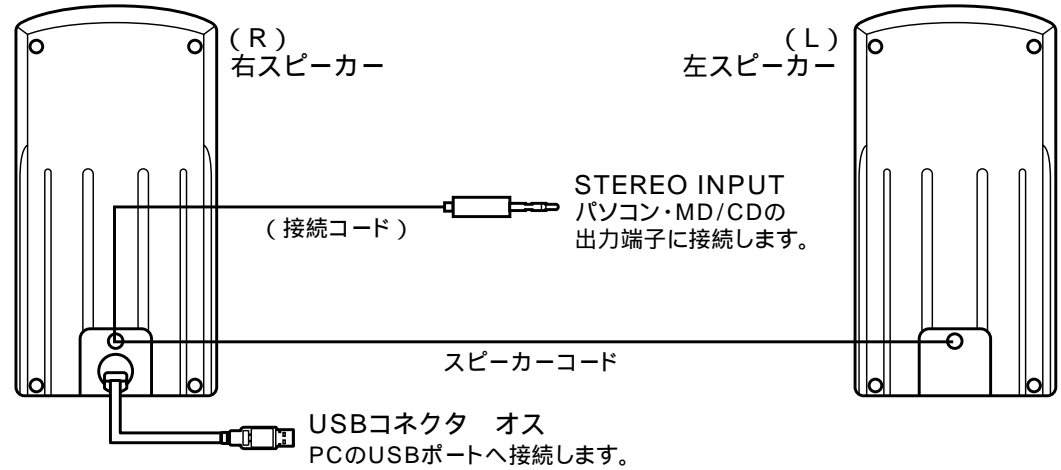 (R)
右スピーカー
(L)
左スピーカー
STEREO INPUT
パソコン・MD/CDの
出力端子に接続します。
(接続コード)
スピーカーコード
USBコネクタ オス
PCのUSBポートへ接続します。